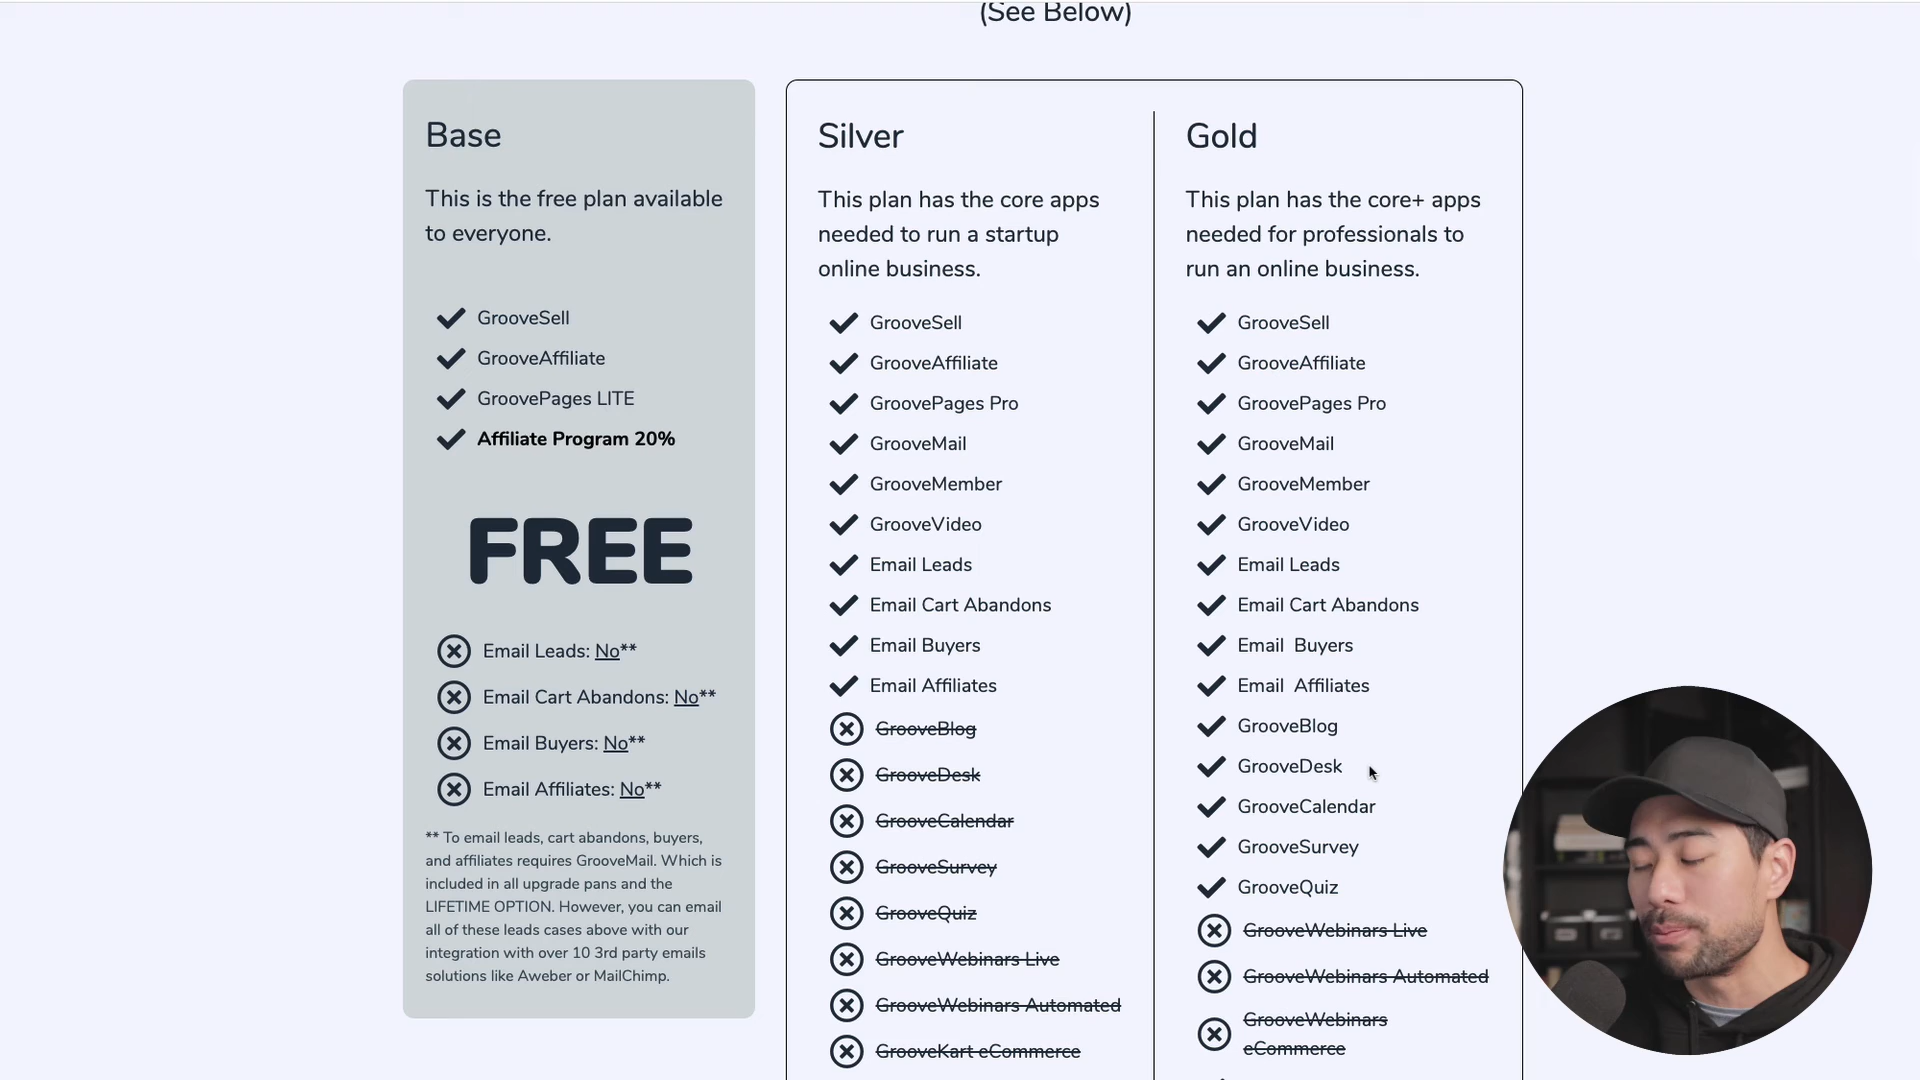 (See Below)
Base
This is the free plan available
to everyone.
GrooveSell
GrooveAffiliate
GroovePages LITE
Affiliate Program 20%
FREE
Email Leads: No**
Email Cart Abandons: No**
Email Buyers: No**
Email Affiliates: No**
** To email leads, cart abandons, buyers,
and affiliates requires GrooveMail. Which is
included in all upgrade pans and the
LIFETIME OPTION. However, you can email
all of these leads cases above with our
integration with over 10 3rd party emails
solutions like Aweber or MailChimp.
Silver
This plan has the core apps
needed to run a startup
online business.
GrooveSell
GrooveAffiliate
GroovePages Pro
GrooveMail
GrooveMember
GrooveVideo
Email Leads
Email Cart Abandons
Email Buyers
Email Affiliates
GrooveBlog
GrooveDesk
GrooveCalendar
GrooveSurvey
GrooveQuiz
GrooveWebinars Live
GrooveWebinars Automated
GrooveKart eCommerce
Gold
This plan has the core+ apps
needed for professionals to
run an online business.
GrooveSell
GrooveAffiliate
GroovePages Pro
GrooveMail
GrooveMember
GrooveVideo
Email Leads
Email Cart Abandons
Email  Buyers
Email  Affiliates
GrooveBlog
GrooveDesk
GrooveCalendar
GrooveSurvey
GrooveQuiz
GrooveWebinars Live
GrooveWebinars Automated
GrooveWebinars
eCommerce